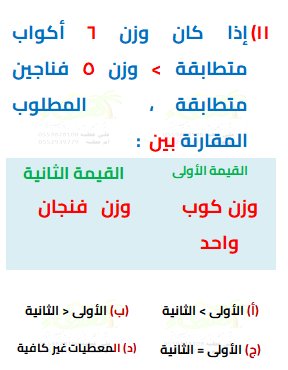 ١١) إذا كان وزن ٦ أكواب
متطابقة > وزن ٥ فناجين
متطابقة ، المطلوب
المقارنة بين :
القيمة الأولى القيمة الثانية
وزن كوب وزن فنجان
واحد
(أ) الأولى > الثانية (ب) الأولى < الثانية
(ج) الأولى = الثانية (د) المعطيات غير كافية